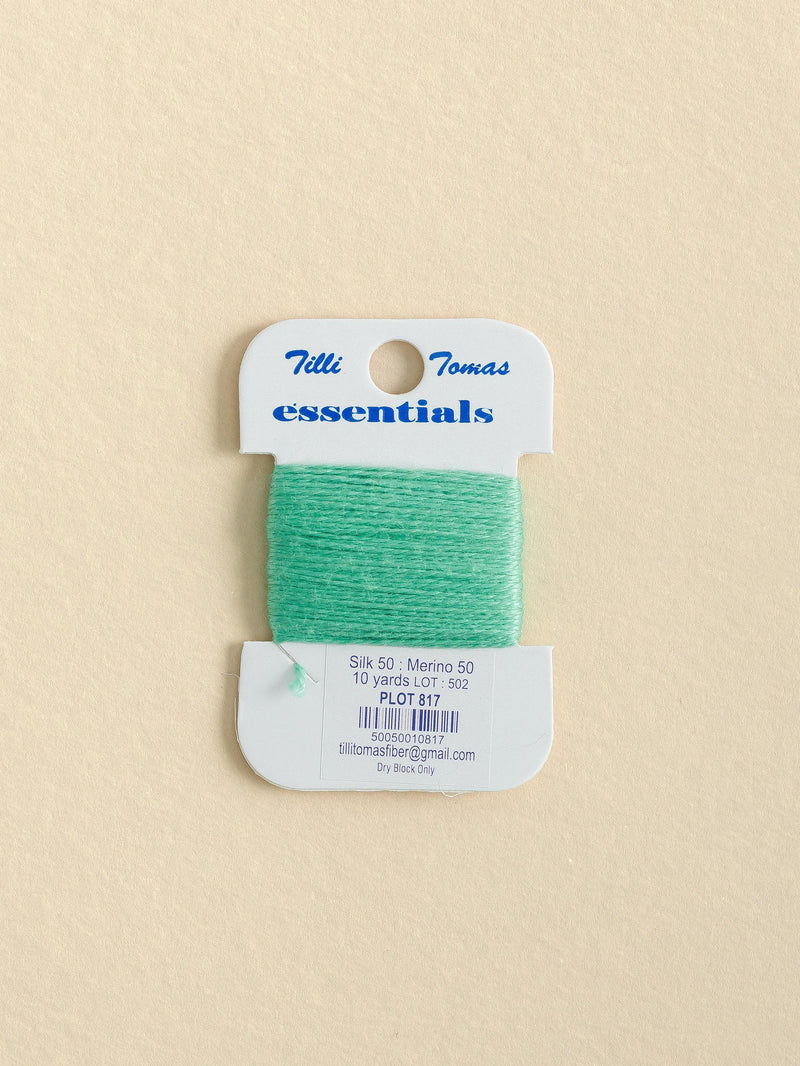 Tilli Tomas
essentials
Silk 50 : Merino 50
10 yards LOT : 502
PLOT 817
50050010817
tillitomasfiber@gmail.com
Dry Block Only